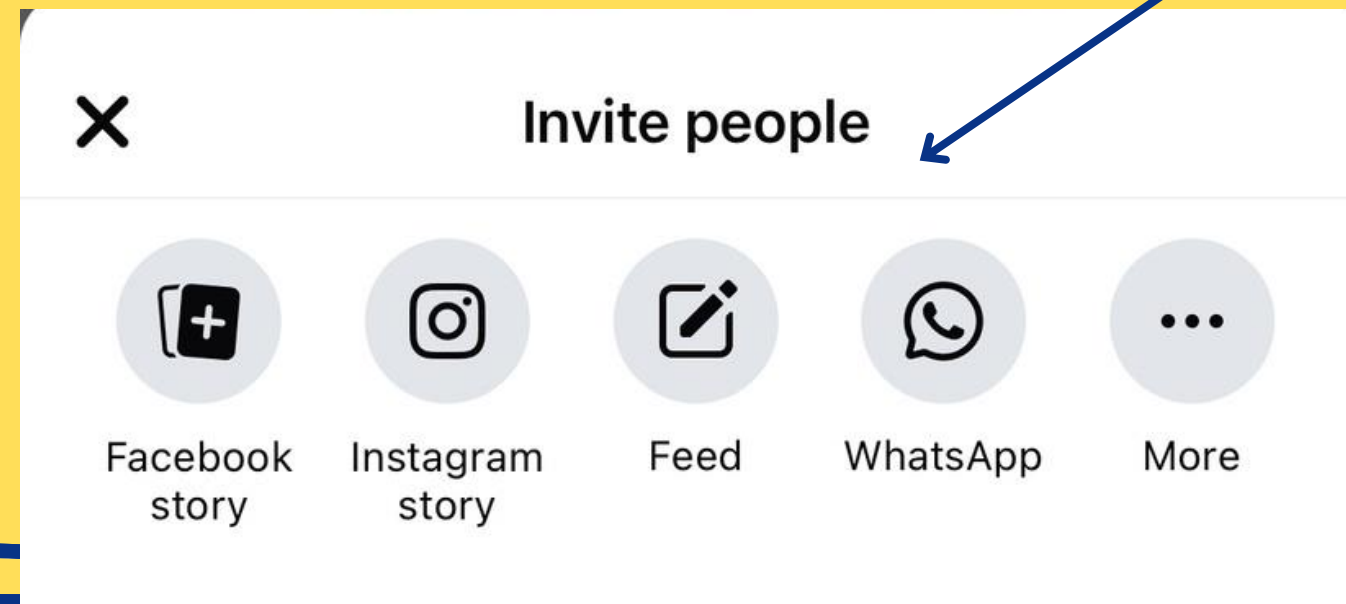 Invite people
Facebook
story
Instagram
story
Feed
WhatsApp
More